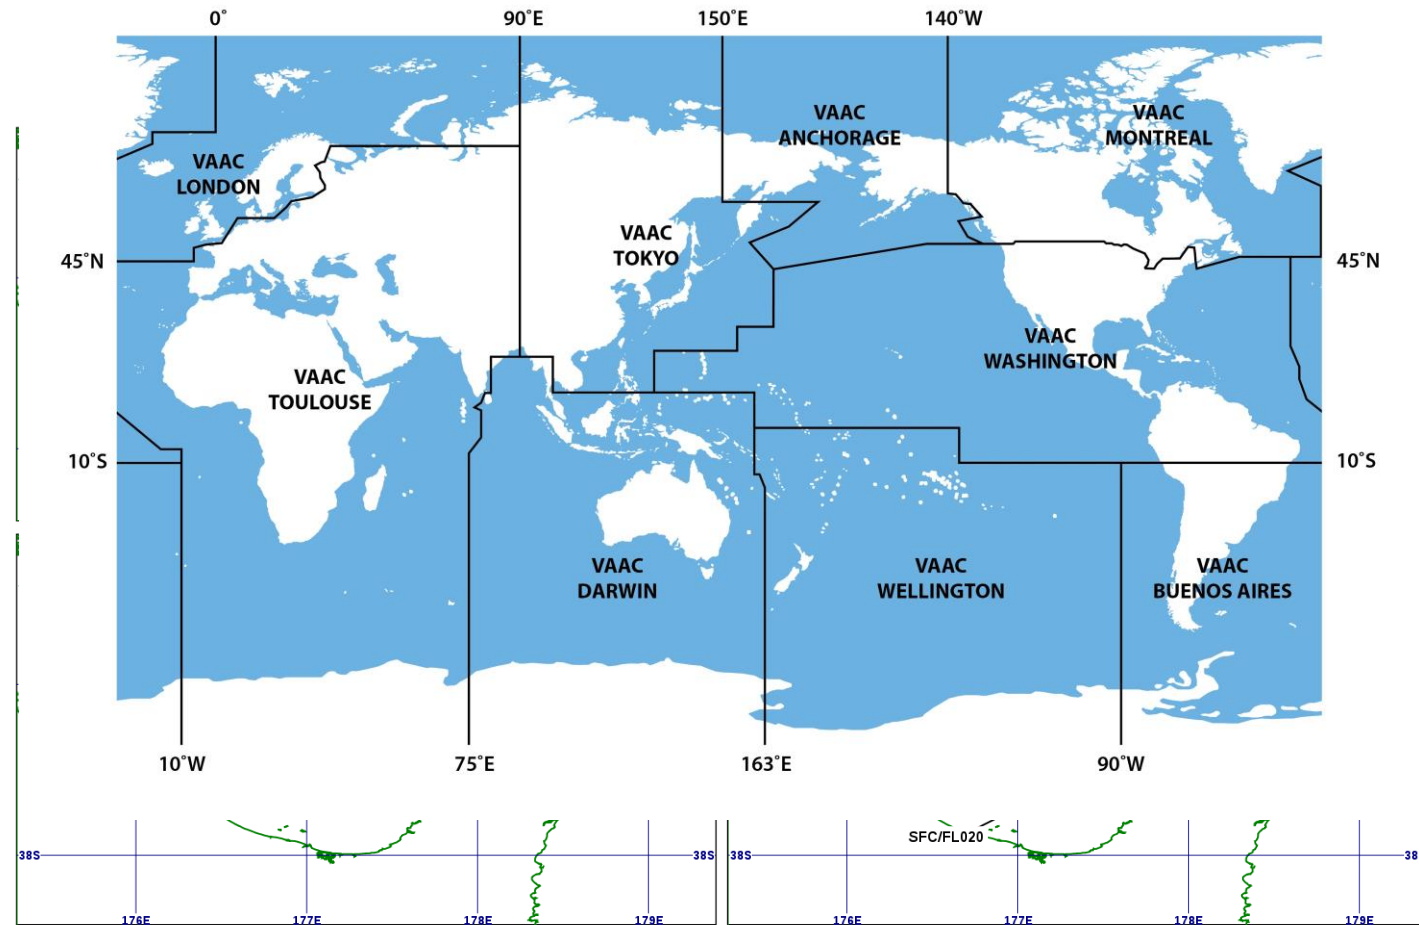 0° 90°E 150°E 140°W
VAAC
ANCHORAGE
VAAC
MONTREAL
VAAC
LONDON
VAAC
TOKYO
45°N 45°N
VAAC
WASHINGTON
VAAC
TOULOUSE
10°S 10°S
VAAC
DARWIN
VAAC
WELLINGTON
VAAC
BUENOS AIRES
10°W 75°E 163°E 90°W
SFC/FL020
38S 38S 38S 38
176E 177E 178E 179E 176E 177E 178E 179E